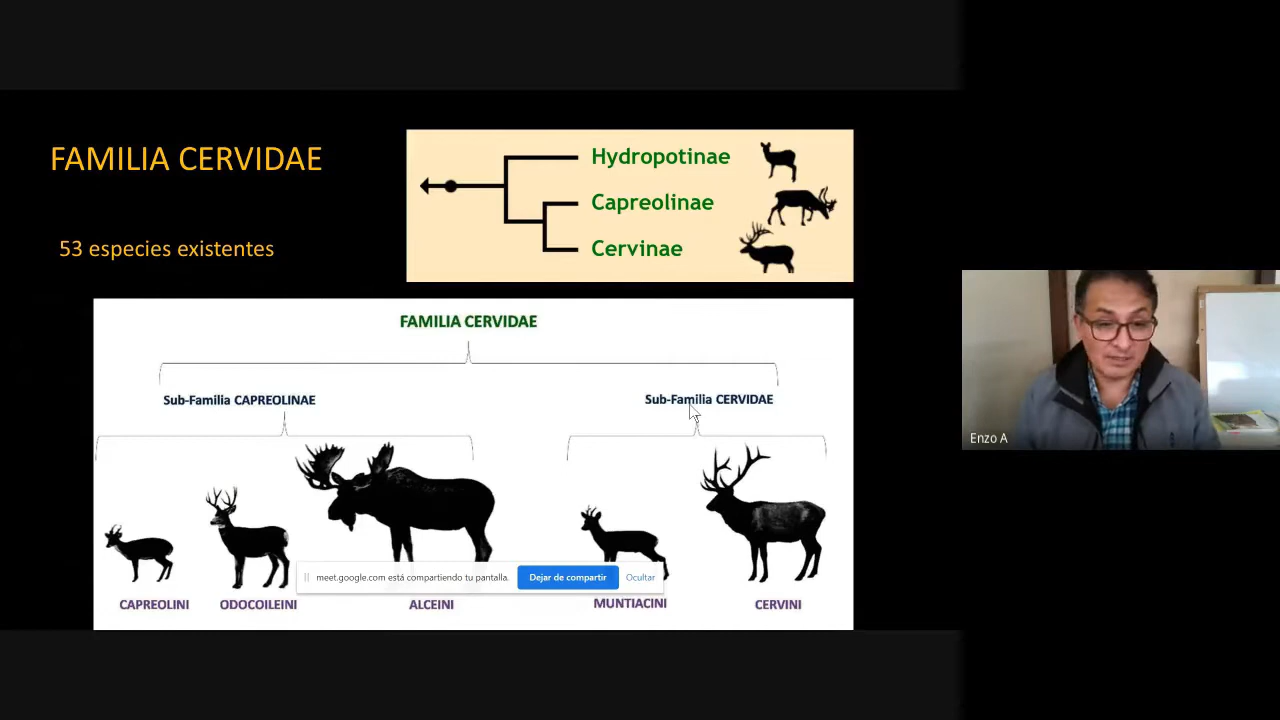 FAMILIA CERVIDAE
53 especies existentes
Hydropotinae
Capreolinae
Cervinae
FAMILIA CERVIDAE
Sub-Familia CAPREOLINAE
Sub-Familia CERVIDAE
meet.google.com está compartiendo tu pantalla.
Dejar de compartir
Ocultar
CAPREOLINI
ODOCOILEINI
ALCEINI
MUNTIACINI
CERVINI
Enzo A